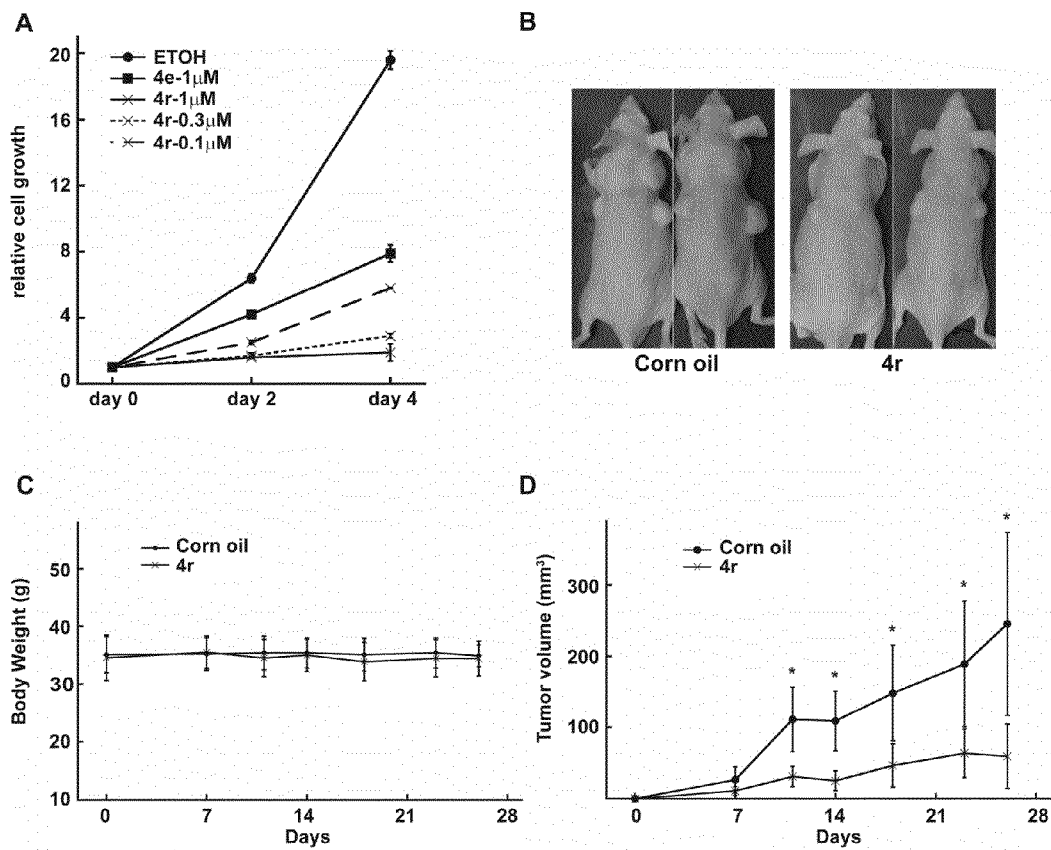 A
relative cell growth
20
16
12
8
4
0
ETOH
4e-1µM
4r-1µM
4r-0.3µM
4r-0.1µM
day 0 day 2 day 4
B
Corn oil 4r
C
Body Weight (g)
50
40
30
20
10
Corn oil
4r
0 7 14 21 28
Days
D
Tumor volume (mm³)
300
200
100
Corn oil
4r
* * * * *
0 7 14 21 28
Days